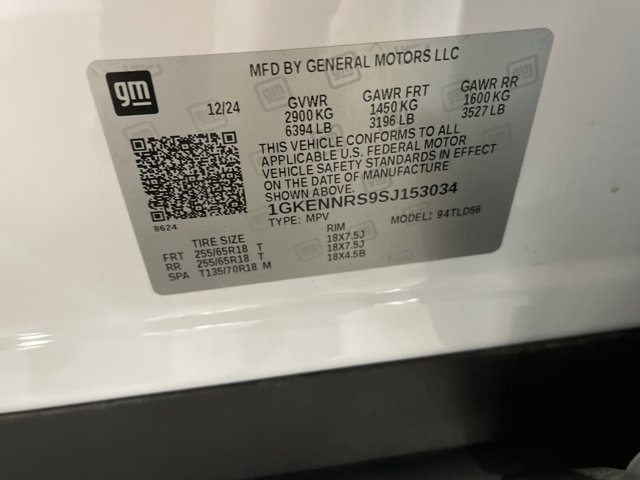 MFD BY GENERAL MOTORS LLC
gm
12/24
GVWR GAWR FRT GAWR RR
2900 KG 1450 KG 1600 KG
6394 LB 3196 LB 3527 LB
THIS VEHICLE CONFORMS TO ALL
APPLICABLE U.S. FEDERAL MOTOR
VEHICLE SAFETY STANDARDS IN EFFECT
ON THE DATE OF MANUFACTURE
SHOWN ABOVE.
1GKENNRS9SJ153034
TYPE: MPV MODEL: 94TLD56
8624
TIRE SIZE RIM
FRT 255/65R18 T 18X7.5J
RR 255/65R18 T 18X7.5J
SPA T135/70R18 M 18X4.5B